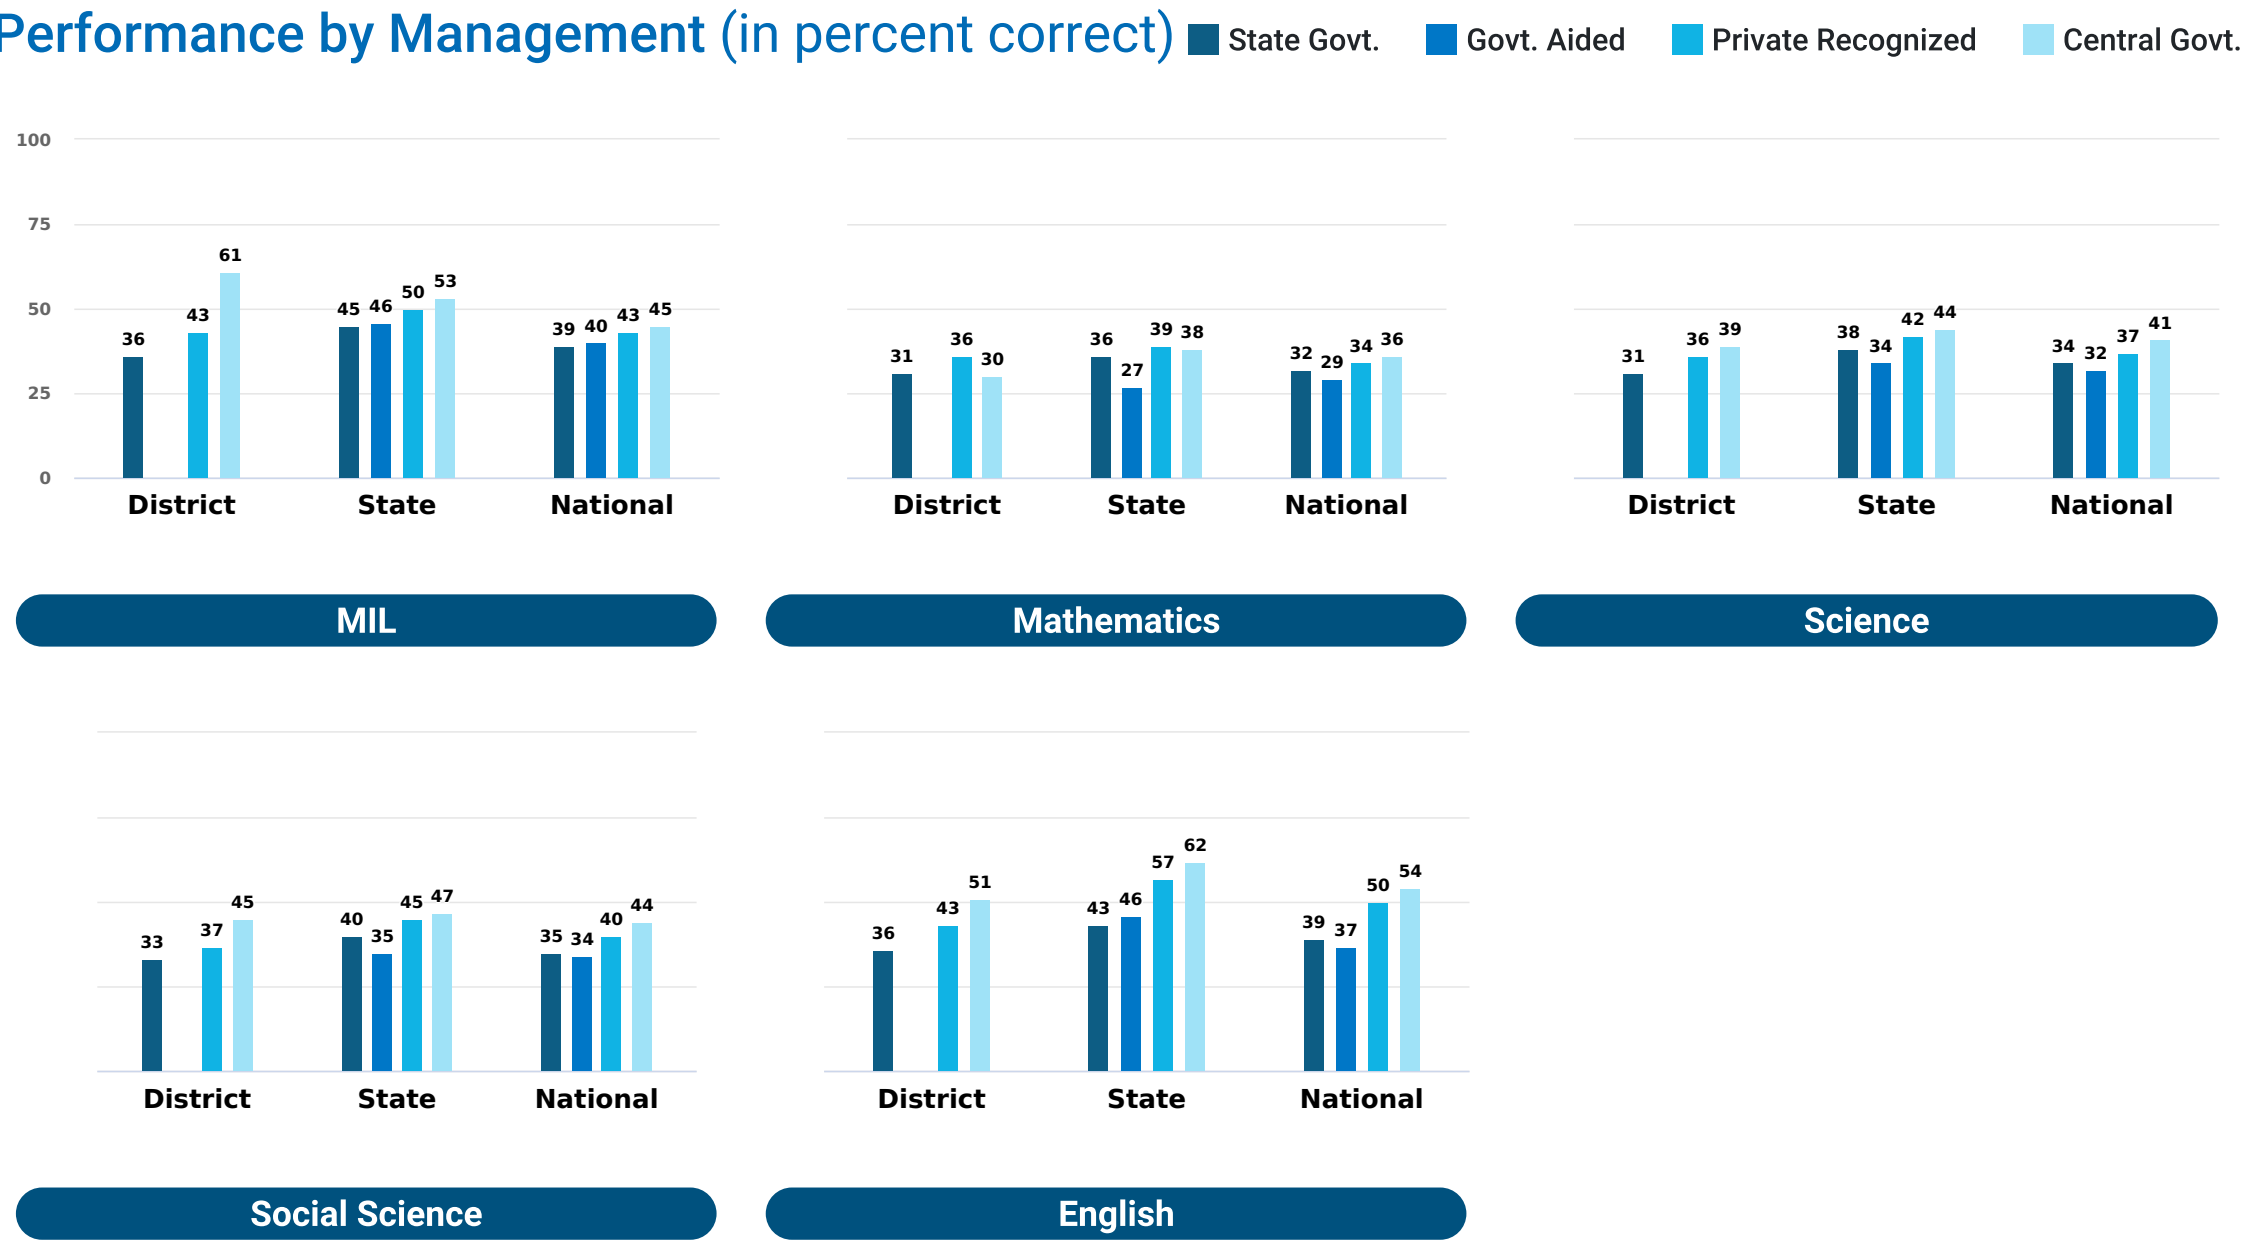 Performance by Management (in percent correct) State Govt. Govt. Aided Private Recognized Central Govt.
100
75
50
25
0
36 43 61 45 46 50 53 39 40 43 45
District State National
MIL
31 36 30 36 27 39 38 32 29 34 36
District State National
Mathematics
31 36 39 38 34 42 44 34 32 37 41
District State National
Science
33 37 45 40 35 45 47 35 34 40 44
District State National
Social Science
36 43 51 43 46 57 62 39 37 50 54
District State National
English